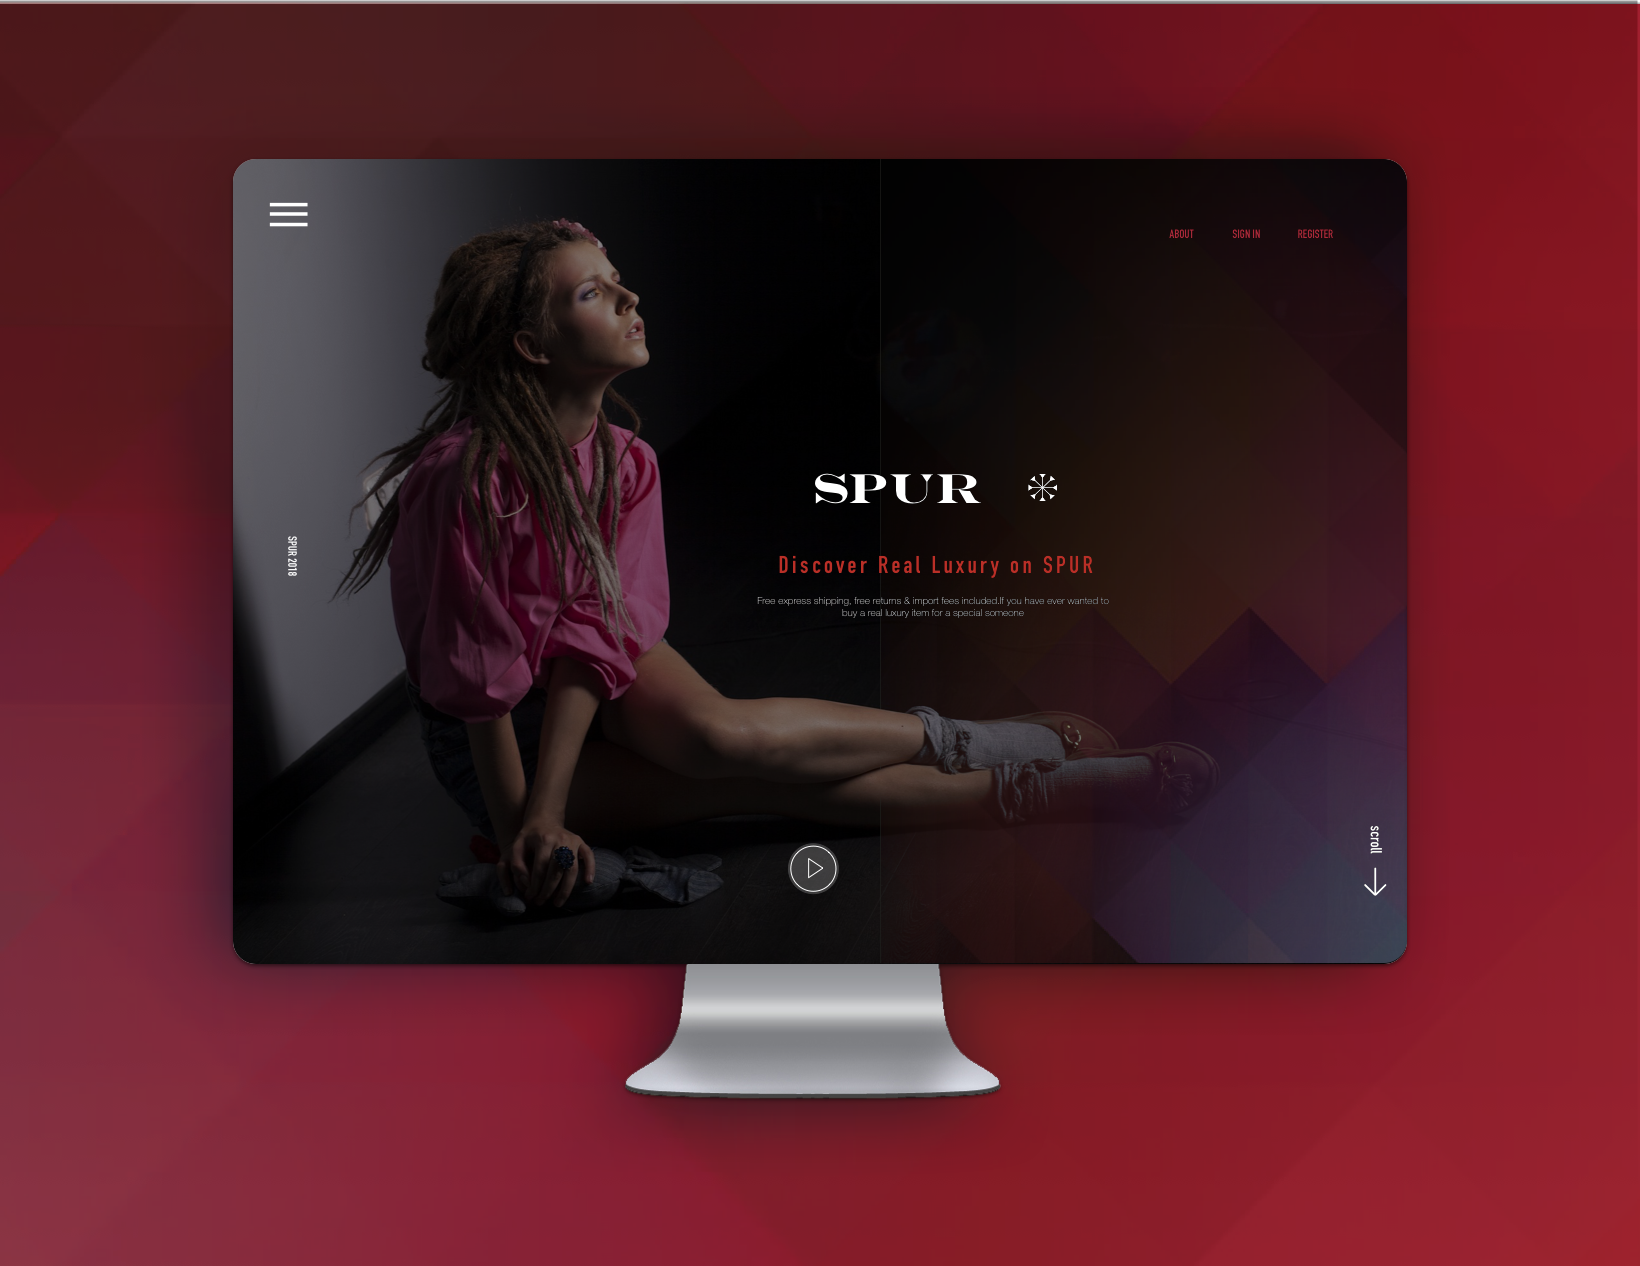 ABOUT SIGN IN REGISTER
SPUR
SPUR 2018
Discover Real Luxury on SPUR
Free express shipping, free returns & import fees included.If you have ever wanted to
buy a real luxury item for a special someone
scroll